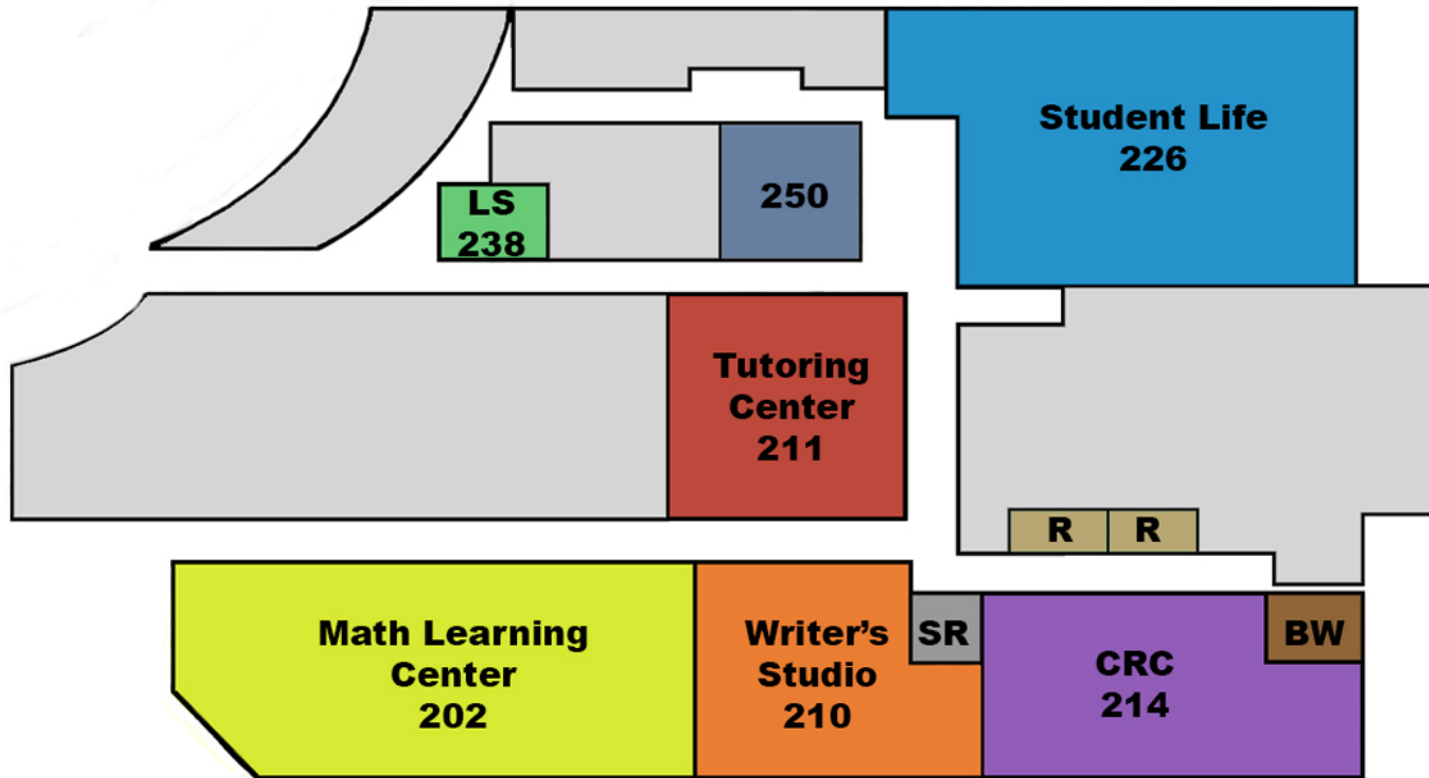 Student Life
226
250
LS
238
Tutoring
Center
211
R
R
Math Learning
Center
202
Writer’s
Studio
210
SR
CRC
214
BW